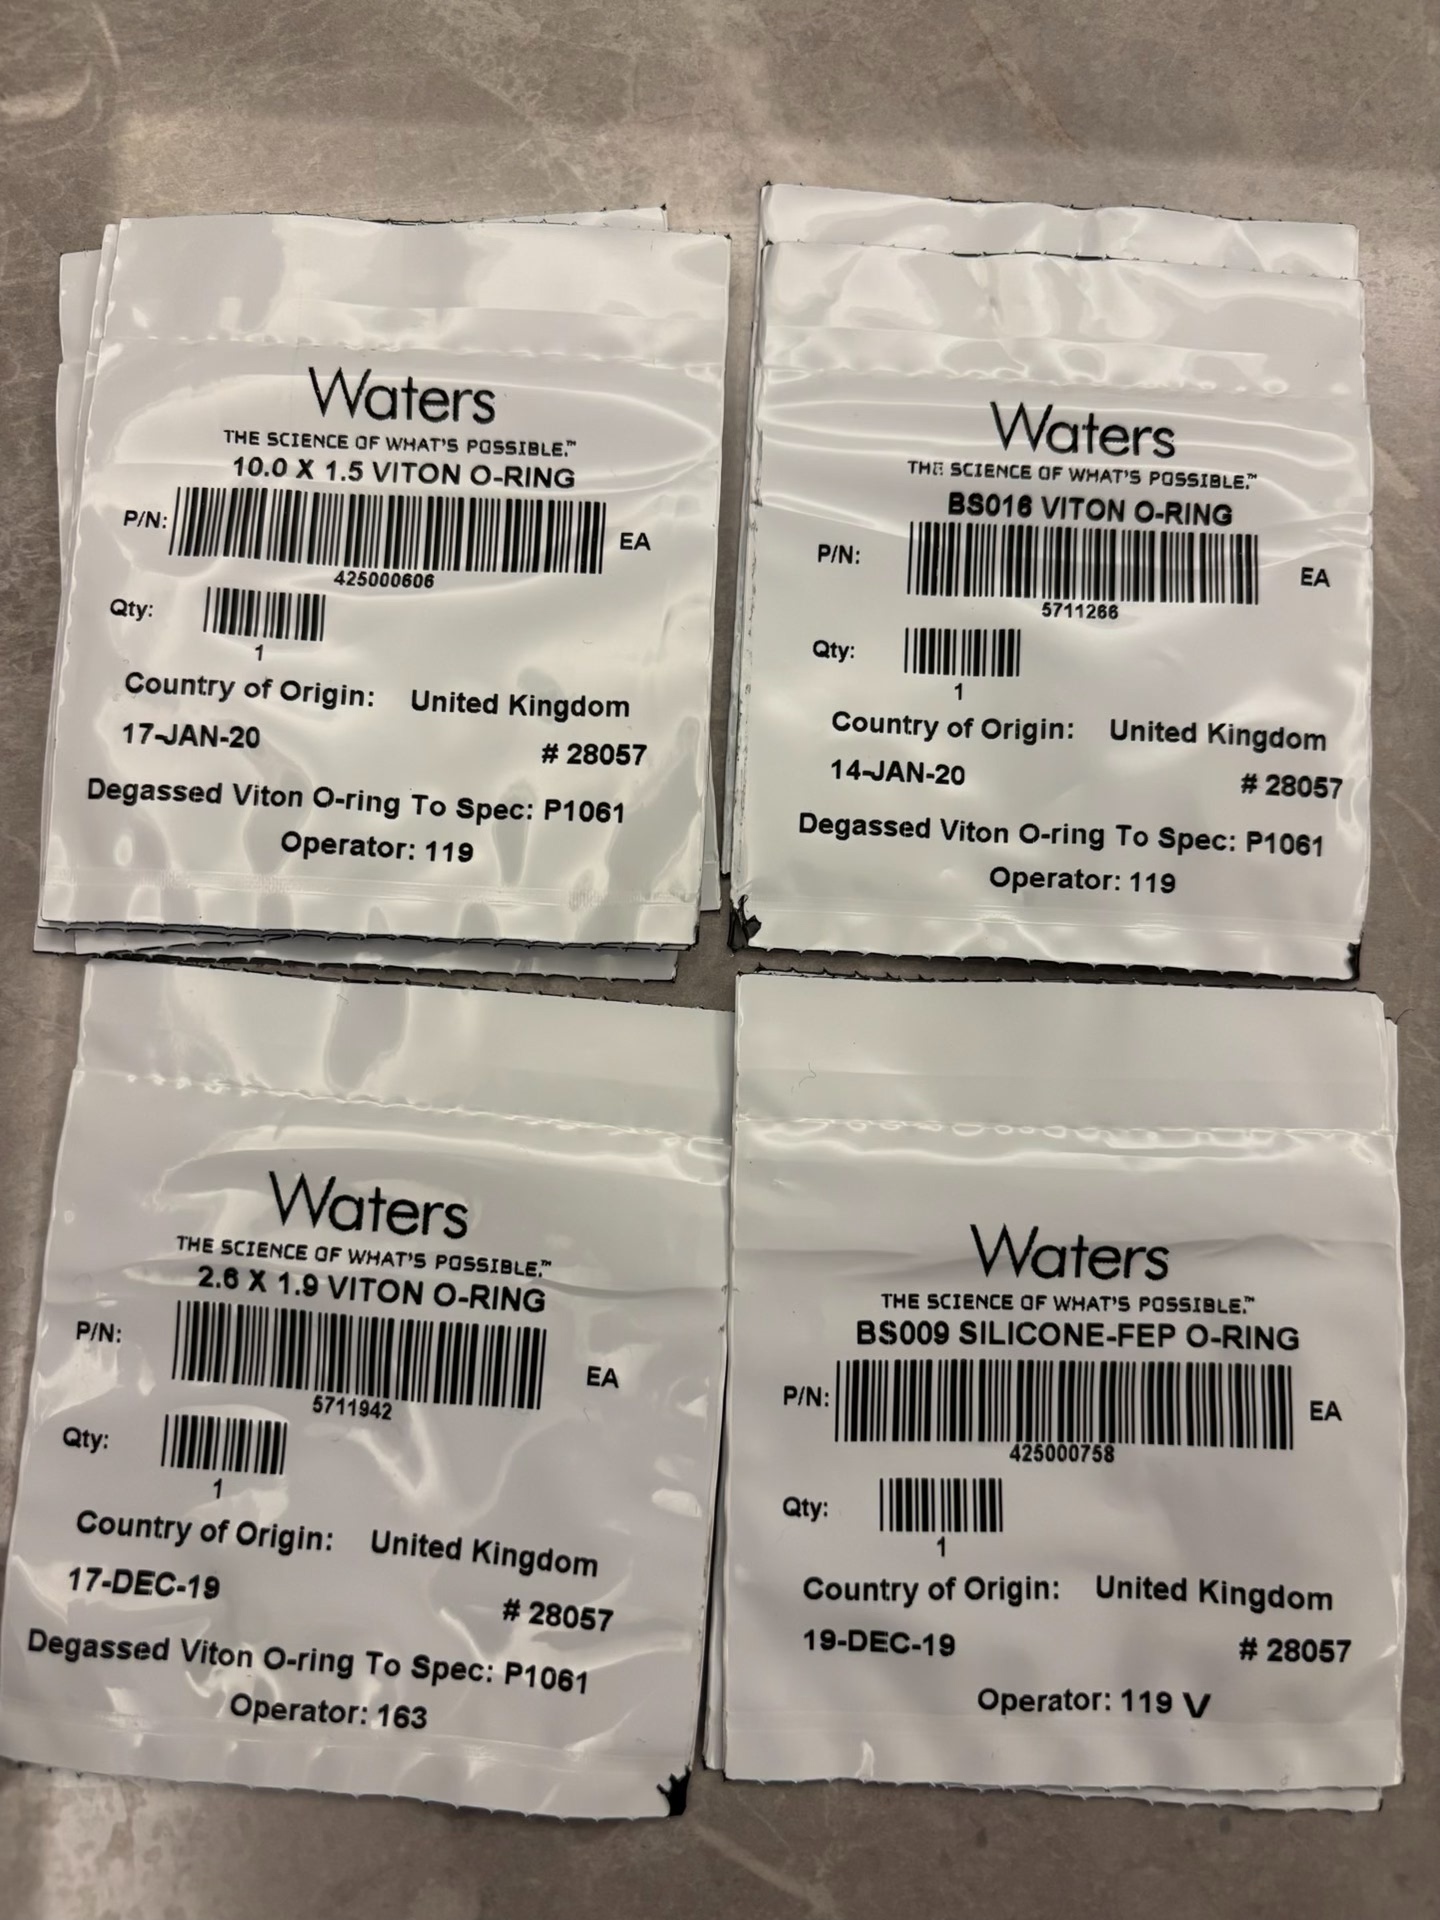 Waters
THE SCIENCE OF WHAT'S POSSIBLE.™
10.0 X 1.5 VITON O-RING
P/N: EA
425000606
Qty:
1
Country of Origin: United Kingdom
17-JAN-20 # 28057
Degassed Viton O-ring To Spec: P1061
Operator: 119
Waters
THE SCIENCE OF WHAT'S POSSIBLE.™
BS016 VITON O-RING
P/N: EA
5711266
Qty:
1
Country of Origin: United Kingdom
14-JAN-20 # 28057
Degassed Viton O-ring To Spec: P1061
Operator: 119
Waters
THE SCIENCE OF WHAT'S POSSIBLE.™
2.6 X 1.9 VITON O-RING
P/N: EA
5711942
Qty:
1
Country of Origin: United Kingdom
17-DEC-19 # 28057
Degassed Viton O-ring To Spec: P1061
Operator: 163
Waters
THE SCIENCE OF WHAT'S POSSIBLE.™
BS009 SILICONE-FEP O-RING
P/N: EA
425000758
Qty:
1
Country of Origin: United Kingdom
19-DEC-19 # 28057
Operator: 119 V